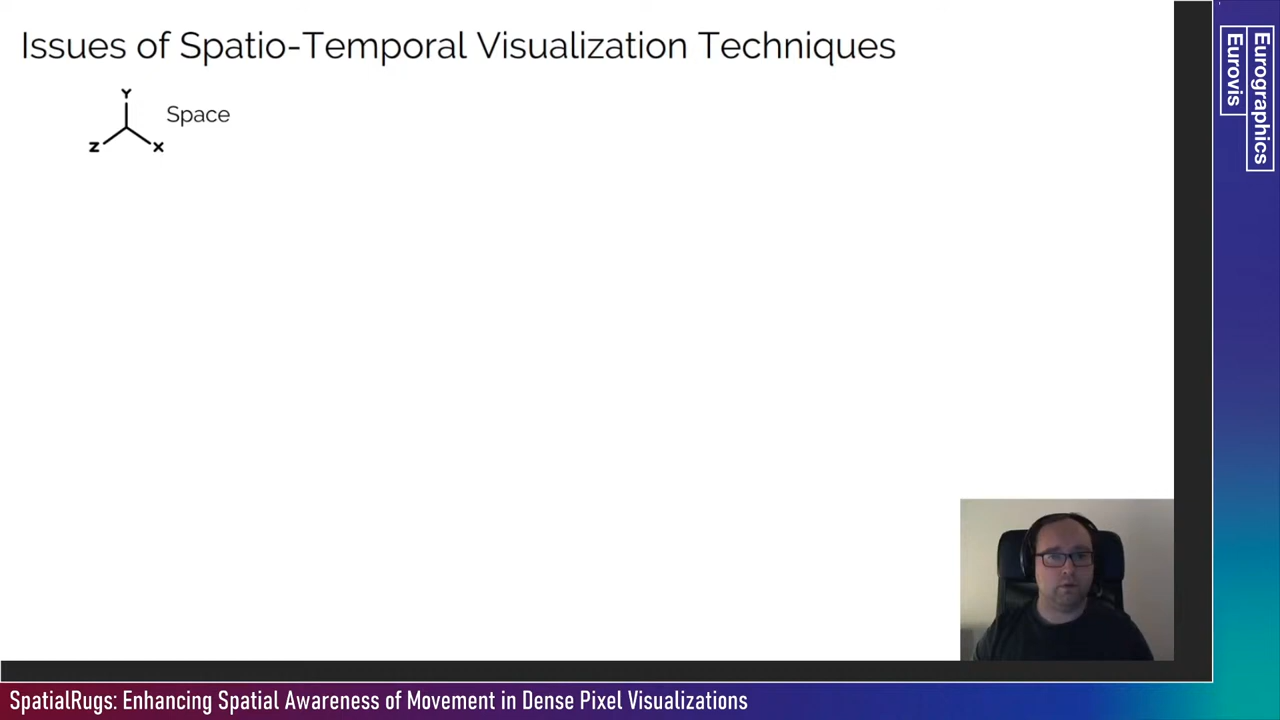 Issues of Spatio-Temporal Visualization Techniques
Y
Space
Z
X
Eurographics
Eurovis
SpatialRugs: Enhancing Spatial Awareness of Movement in Dense Pixel Visualizations